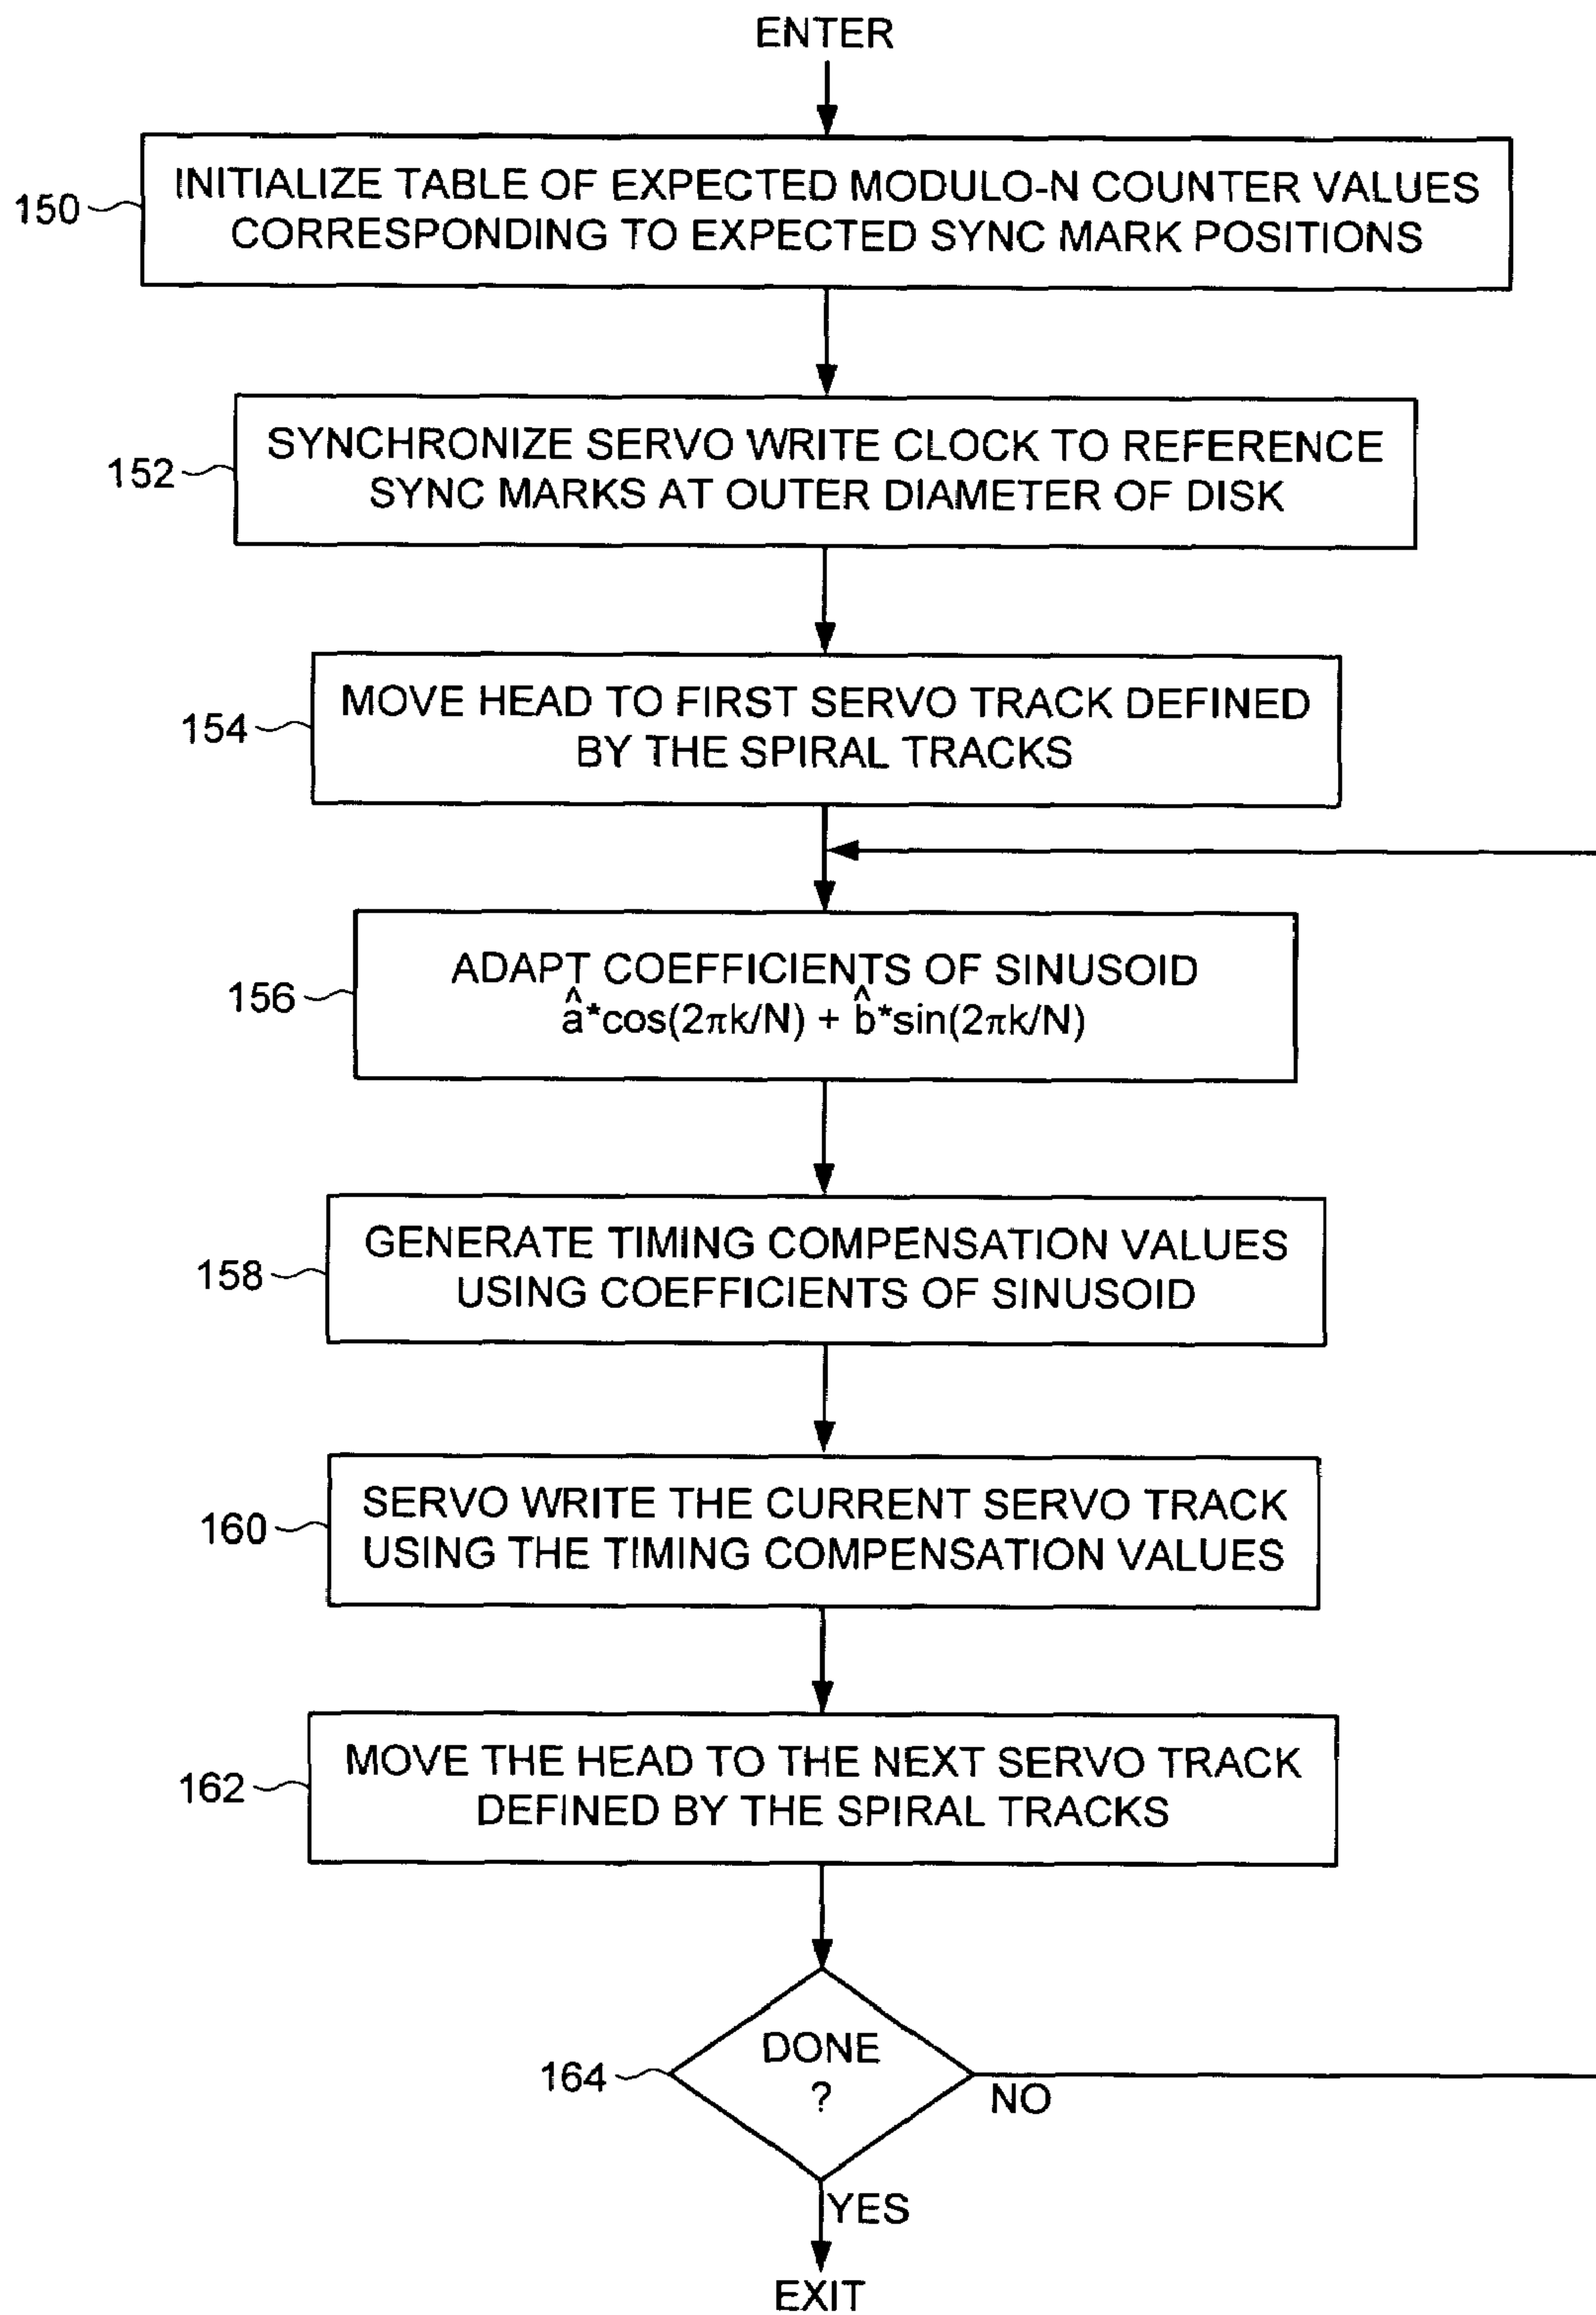 ENTER
150
INITIALIZE TABLE OF EXPECTED MODULO-N COUNTER VALUES
CORRESPONDING TO EXPECTED SYNC MARK POSITIONS
152
SYNCHRONIZE SERVO WRITE CLOCK TO REFERENCE
SYNC MARKS AT OUTER DIAMETER OF DISK
154
MOVE HEAD TO FIRST SERVO TRACK DEFINED
BY THE SPIRAL TRACKS
156
ADAPT COEFFICIENTS OF SINUSOID
â*cos(2πk/N) + b̂*sin(2πk/N)
158
GENERATE TIMING COMPENSATION VALUES
USING COEFFICIENTS OF SINUSOID
160
SERVO WRITE THE CURRENT SERVO TRACK
USING THE TIMING COMPENSATION VALUES
162
MOVE THE HEAD TO THE NEXT SERVO TRACK
DEFINED BY THE SPIRAL TRACKS
164
DONE
?
NO
YES
EXIT